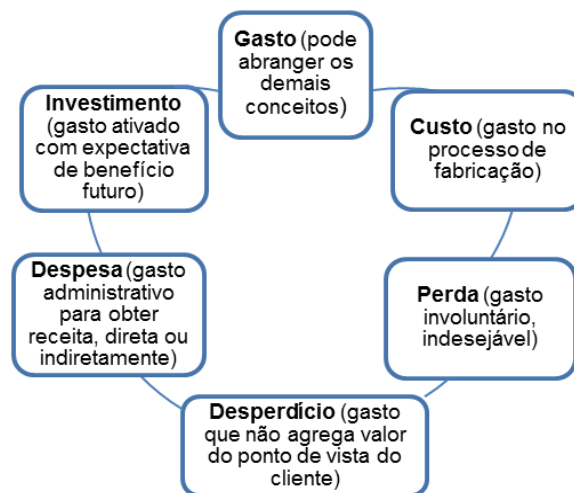 Gasto (pode
abranger os
demais
conceitos)
Custo (gasto no
processo de
fabricação)
Perda (gasto
involuntário,
indesejável)
Desperdício (gasto
que não agrega valor
do ponto de vista do
cliente)
Despesa (gasto
administrativo
para obter
receita, direta ou
indiretamente)
Investimento
(gasto ativado
com expectativa
de benefício
futuro)